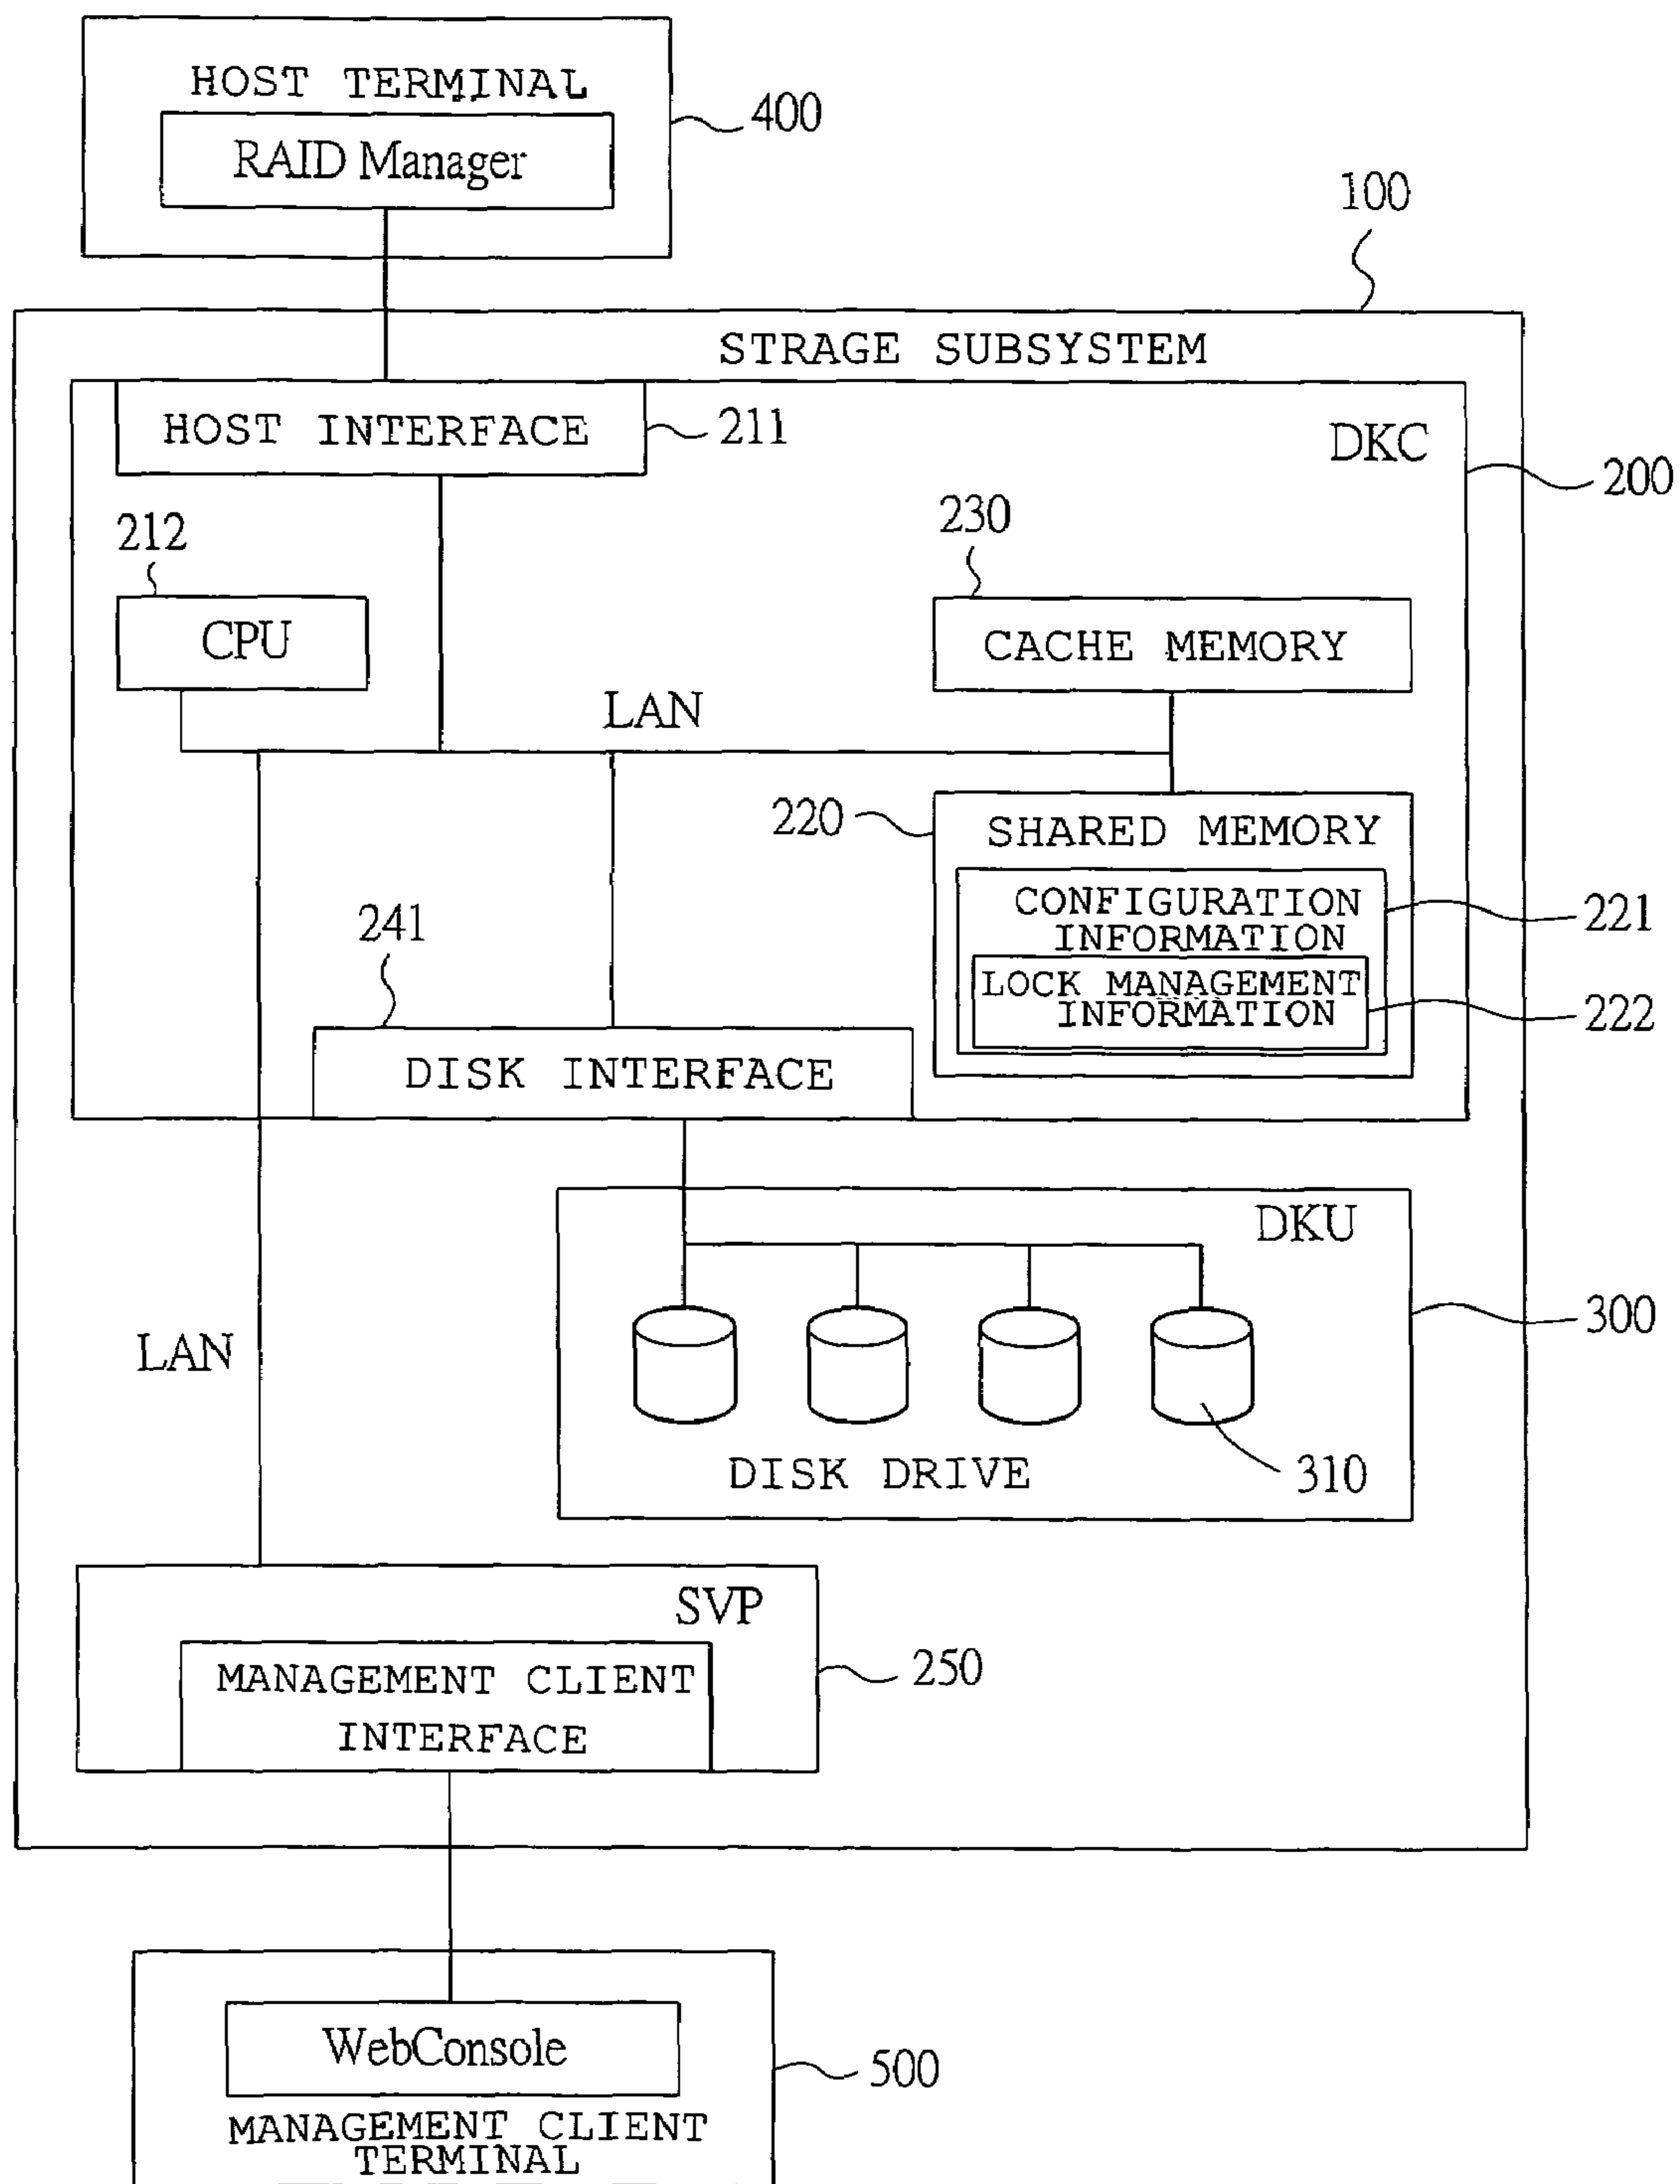 HOST TERMINAL
RAID Manager
400
100
STRAGE SUBSYSTEM
HOST INTERFACE
211
DKC
200
212
230
CPU
CACHE MEMORY
LAN
220
SHARED MEMORY
CONFIGURATION
INFORMATION
221
LOCK MANAGEMENT
INFORMATION
222
241
DISK INTERFACE
DKU
300
LAN
310
DISK DRIVE
SVP
250
MANAGEMENT CLIENT
INTERFACE
WebConsole
500
MANAGEMENT CLIENT
TERMINAL